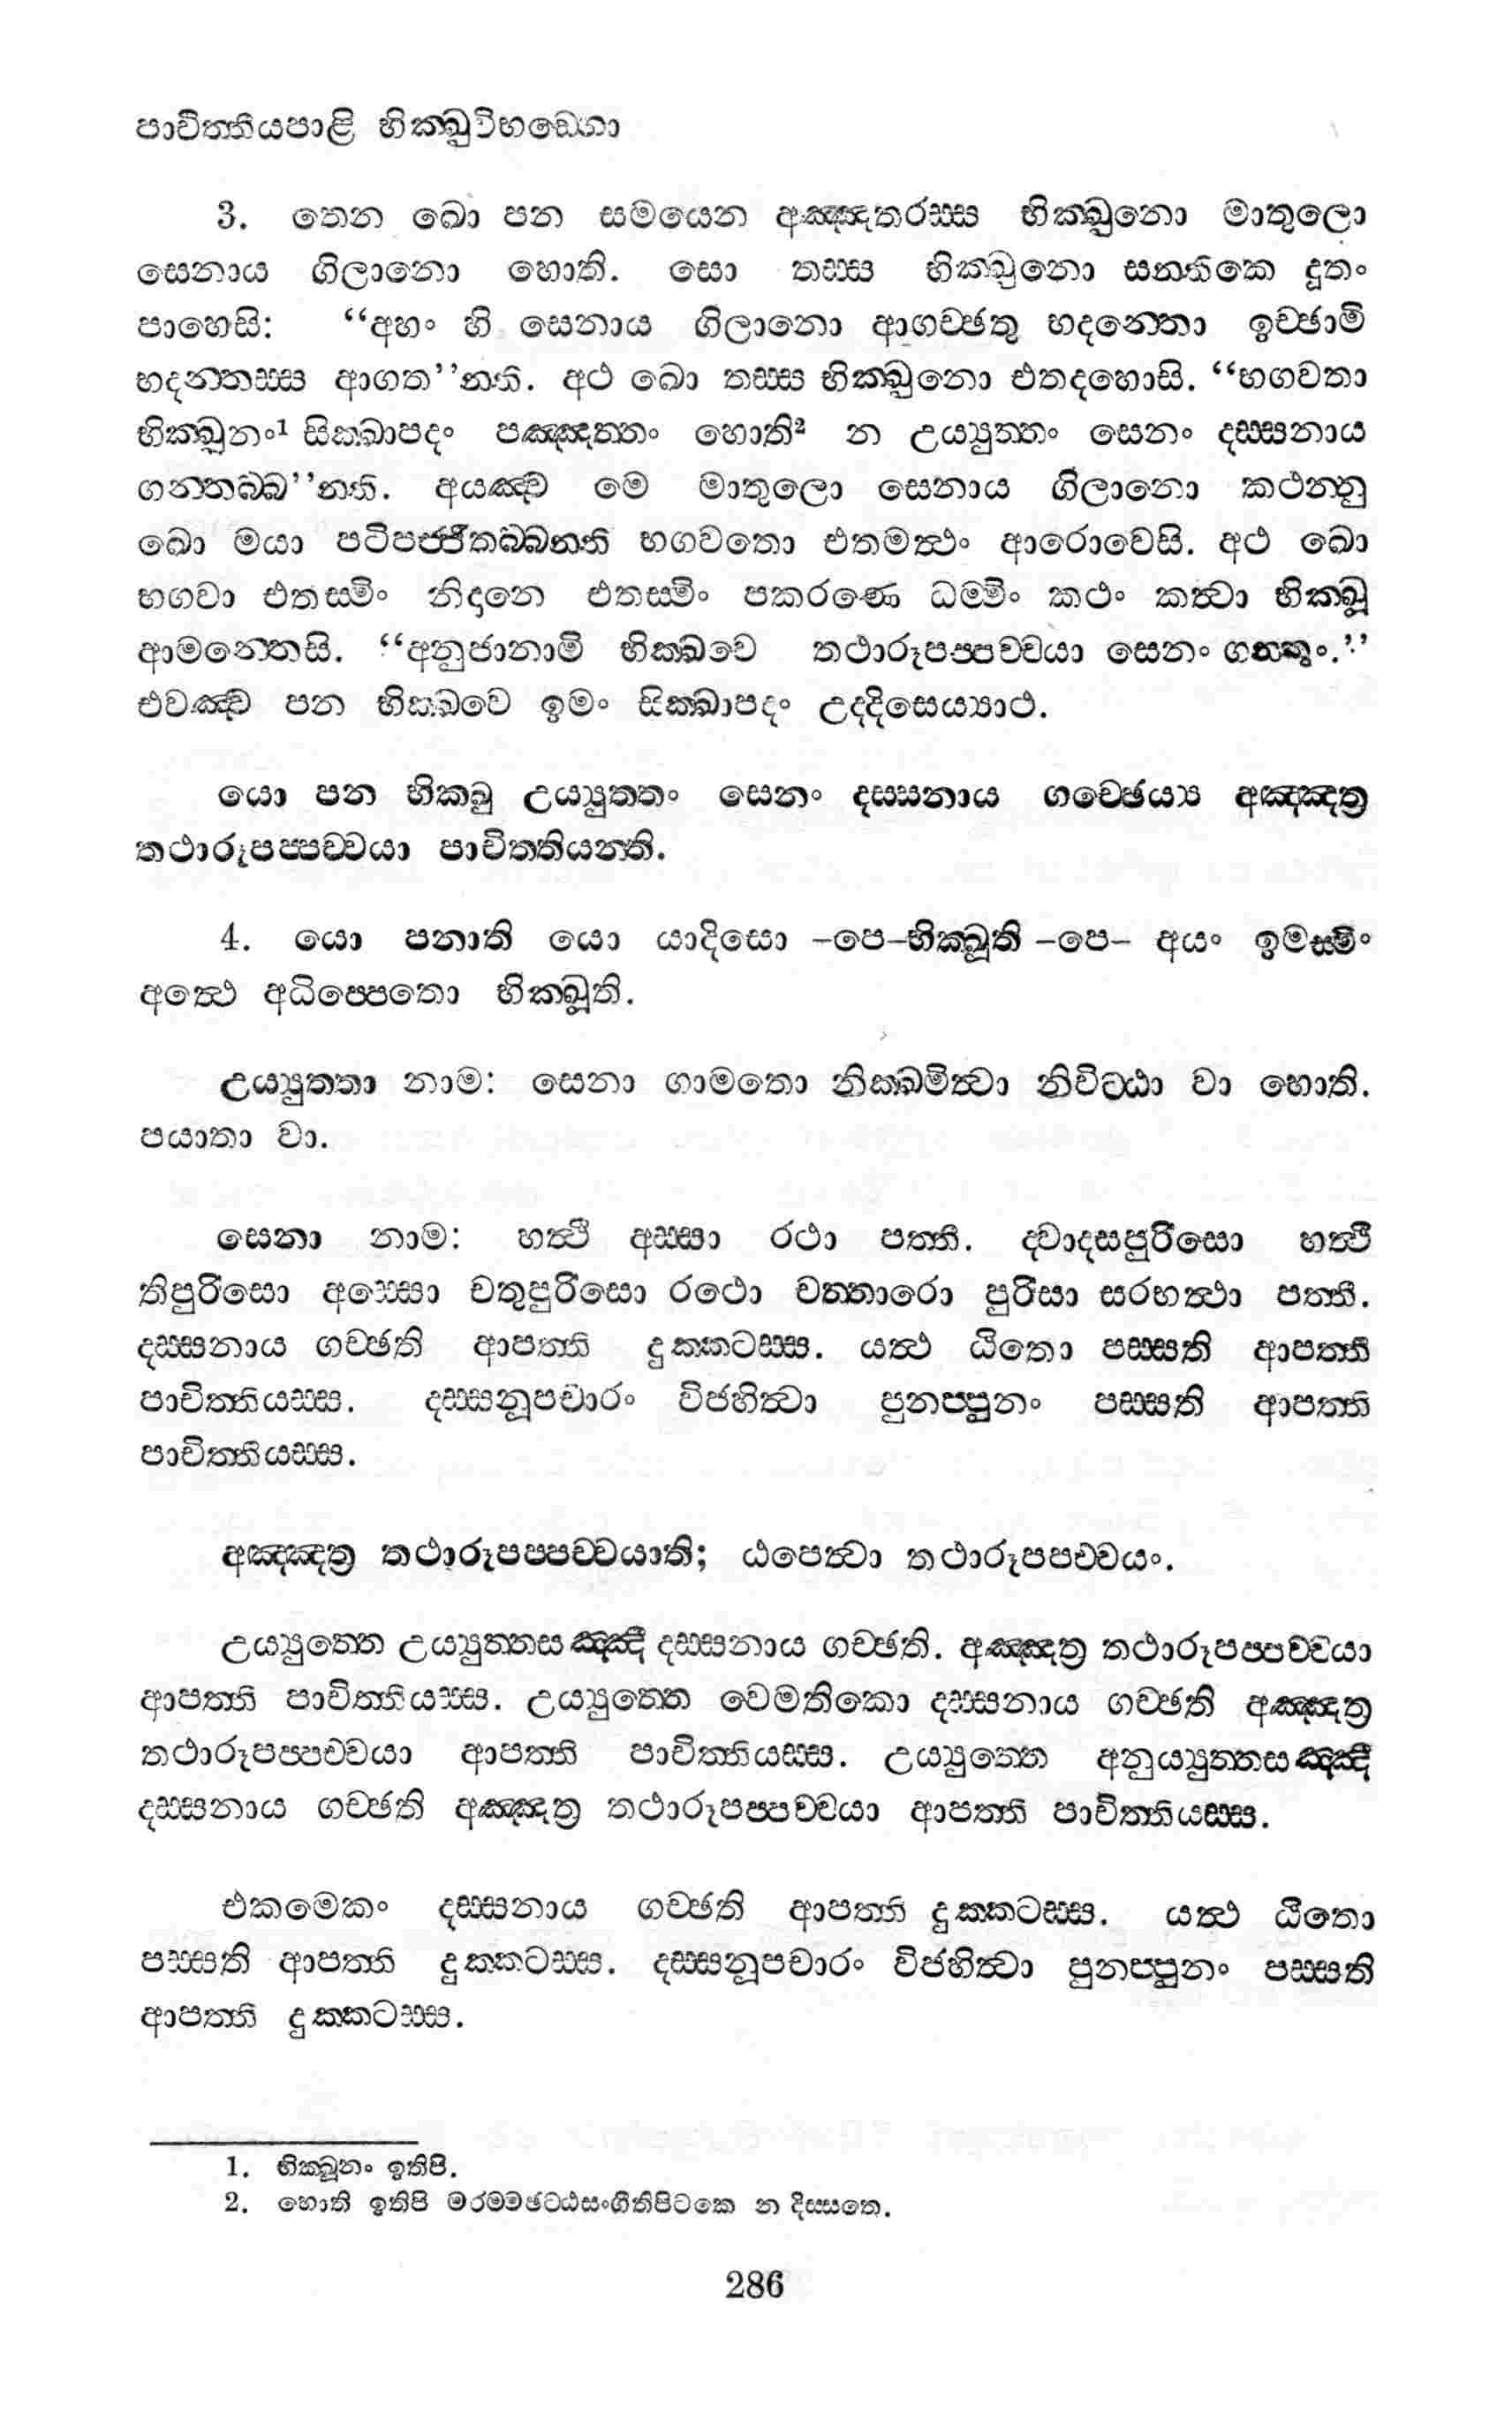 පාචිත්තියපාළි භික්ඛුවිභඞ්ගො
3. තෙන ඛො පන සමයෙන අඤ්ඤතරස්ස භික්ඛුනො මාතුලො
සෙනාය ගිලානො හොති. සො තස්ස භික්ඛුනො සන්තිකෙ දූතං
පාහෙසි: “අහං හි සෙනාය ගිලානො ආගච්ඡතු භදන්තො ඉච්ඡාමි
භදන්තස්ස ආගත”න්ති. අථ ඛො තස්ස භික්ඛුනො එතදහොසි. “භගවතා
භික්ඛූනං¹ සික්ඛාපදං පඤ්ඤත්තං හොති² න උය්‍යුත්තං සෙනං දස්සනාය
ගන්තබ්බ”න්ති. අයඤ්ච මෙ මාතුලො සෙනාය ගිලානො කථන්නු
ඛො මයා පටිපජ්ජිතබ්බන්ති භගවතො එතමත්ථං ආරොචෙසි. අථ ඛො
භගවා එතස්මිං නිදානෙ එතස්මිං පකරණෙ ධම්මිං කථං කත්වා භික්ඛූ
ආමන්තෙසි. “අනුජානාමි භික්ඛවෙ තථාරූපප්පච්චයා සෙනං ගන්තුං.”
එවඤ්ච පන භික්ඛවෙ ඉමං සික්ඛාපදං උද්දිසෙය්‍යාථ.
යො පන භික්ඛු උය්‍යුත්තං සෙනං දස්සනාය ගච්ඡෙය්‍ය අඤ්ඤත්‍ර
තථාරූපප්පච්චයා පාචිත්තියන්ති.
4. යො පනාති යො යාදිසො –පෙ–භික්ඛූති –පෙ– අයං ඉමස්මිං
අත්ථෙ අධිප්පෙතො භික්ඛූති.
උය්‍යුත්තා නාම: සෙනා ගාමතො නික්ඛමිත්වා නිවිට්ඨා වා හොති.
පයාතා වා.
සෙනා නාම: හත්ථී අස්සා රථා පත්තී. ද්වාදසපුරිසො හත්ථී
තිපුරිසො අස්සො චතුපුරිසො රථො චත්තාරො පුරිසා සරහත්ථා පත්තී.
දස්සනාය ගච්ඡති ආපත්ති දුක්කටස්ස. යත්ථ ඨිතො පස්සති ආපත්ති
පාචිත්තියස්ස. දස්සනූපචාරං විජහිත්වා පුනප්පුනං පස්සති ආපත්ති
පාචිත්තියස්ස.
අඤ්ඤත්‍ර තථාරූපප්පච්චයාති; ඨපෙත්වා තථාරූපපච්චයං.
උය්‍යුත්තෙ උය්‍යුත්තසඤ්ඤී දස්සනාය ගච්ඡති. අඤ්ඤත්‍ර තථාරූපප්පච්චයා
ආපත්ති පාචිත්තියස්ස. උය්‍යුත්තෙ වෙමතිකො දස්සනාය ගච්ඡති අඤ්ඤත්‍ර
තථාරූපප්පච්චයා ආපත්ති පාචිත්තියස්ස. උය්‍යුත්තෙ අනුය්‍යුත්තසඤ්ඤී
දස්සනාය ගච්ඡති අඤ්ඤත්‍ර තථාරූපප්පච්චයා ආපත්ති පාචිත්තියස්ස.
එකමෙකං දස්සනාය ගච්ඡති ආපත්ති දුක්කටස්ස. යත්ථ ඨිතො
පස්සති ආපත්ති දුක්කටස්ස. දස්සනූපචාරං විජහිත්වා පුනප්පුනං පස්සති
ආපත්ති දුක්කටස්ස.
1. භික්ඛූනං ඉතිපි.
2. හොති ඉතිපි මරම්මඡට්ඨසංගීතිපිටකෙ න දිස්සතෙ.
286